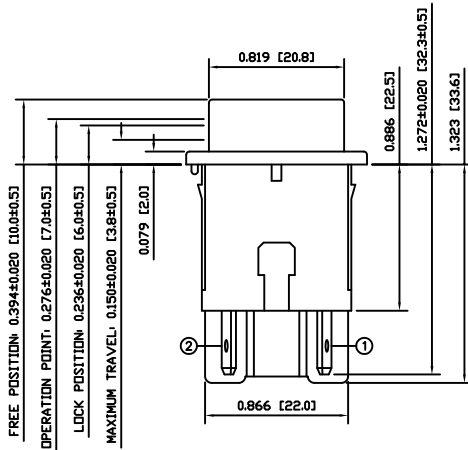 0.819 [20.8]
0.886 [22.5]
1.272±0.020 [32.3±0.5]
1.323 [33.6]
FREE POSITION: 0.394±0.020 [10.0±0.5]
OPERATION POINT: 0.276±0.020 [7.0±0.5]
LOCK POSITION: 0.236±0.020 [6.0±0.5]
MAXIMUM TRAVEL: 0.150±0.020 [3.8±0.5]
0.079 [2.0]
2
1
0.866 [22.0]